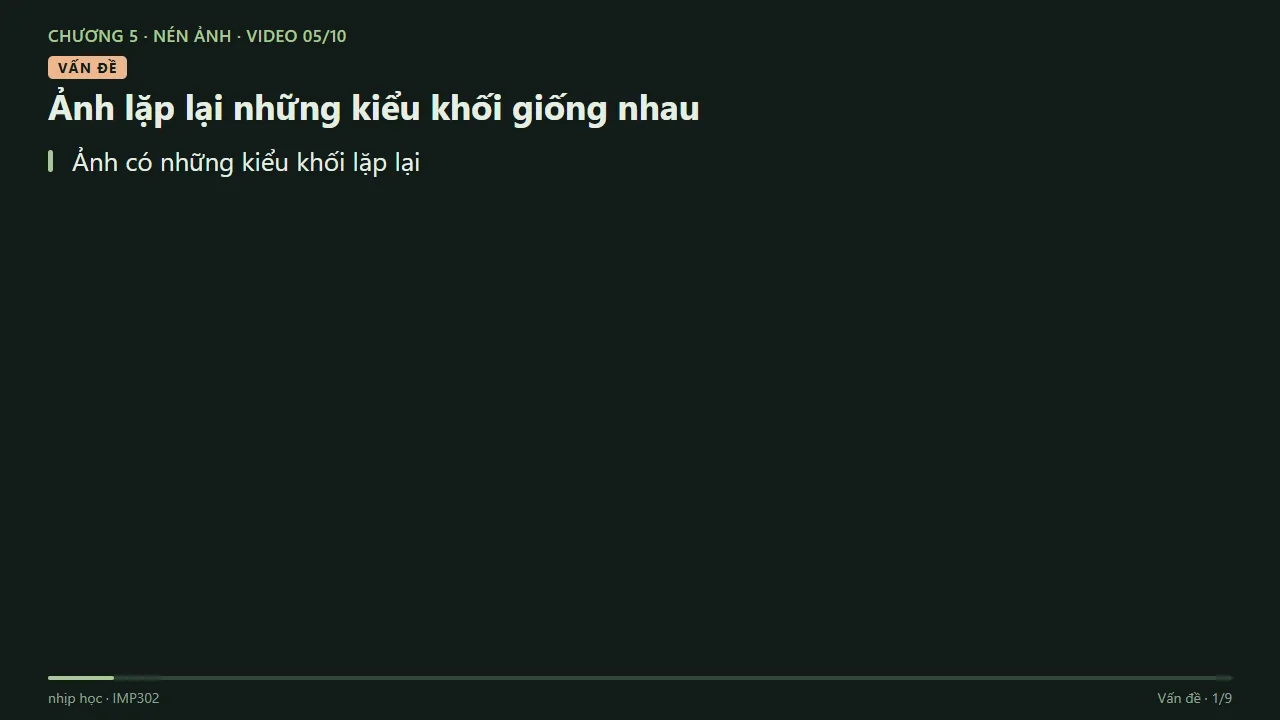 CHƯƠNG 5 · NÉN ẢNH · VIDEO 05/10
VẤN ĐỀ
Ảnh lặp lại những kiểu khối giống nhau
Ảnh có những kiểu khối lặp lại
nhịp học · IMP302
Vấn đề · 1/9